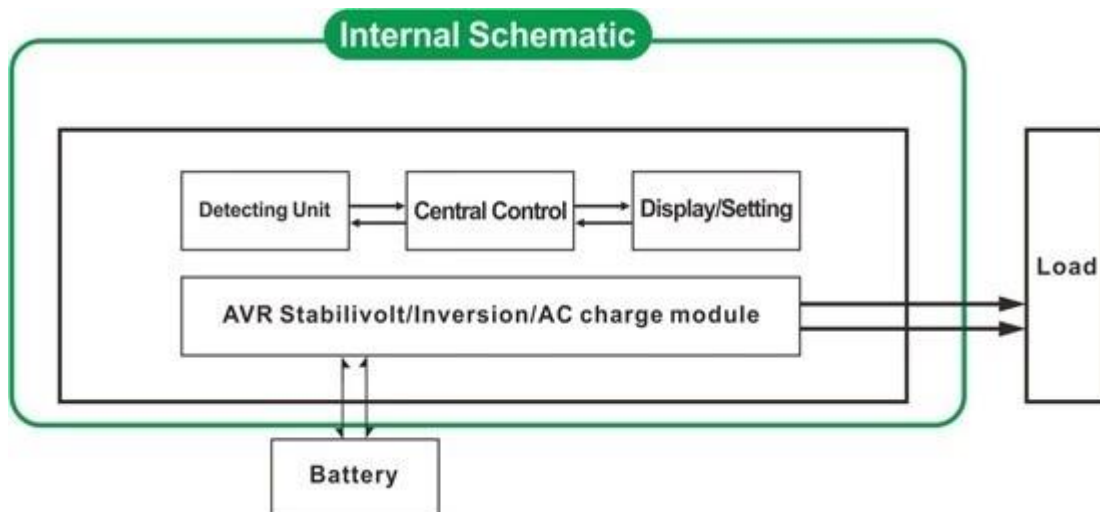 Internal Schematic
Detecting Unit
Central Control
Display/Setting
Load
AVR Stabilivolt/Inversion/AC charge module
Battery